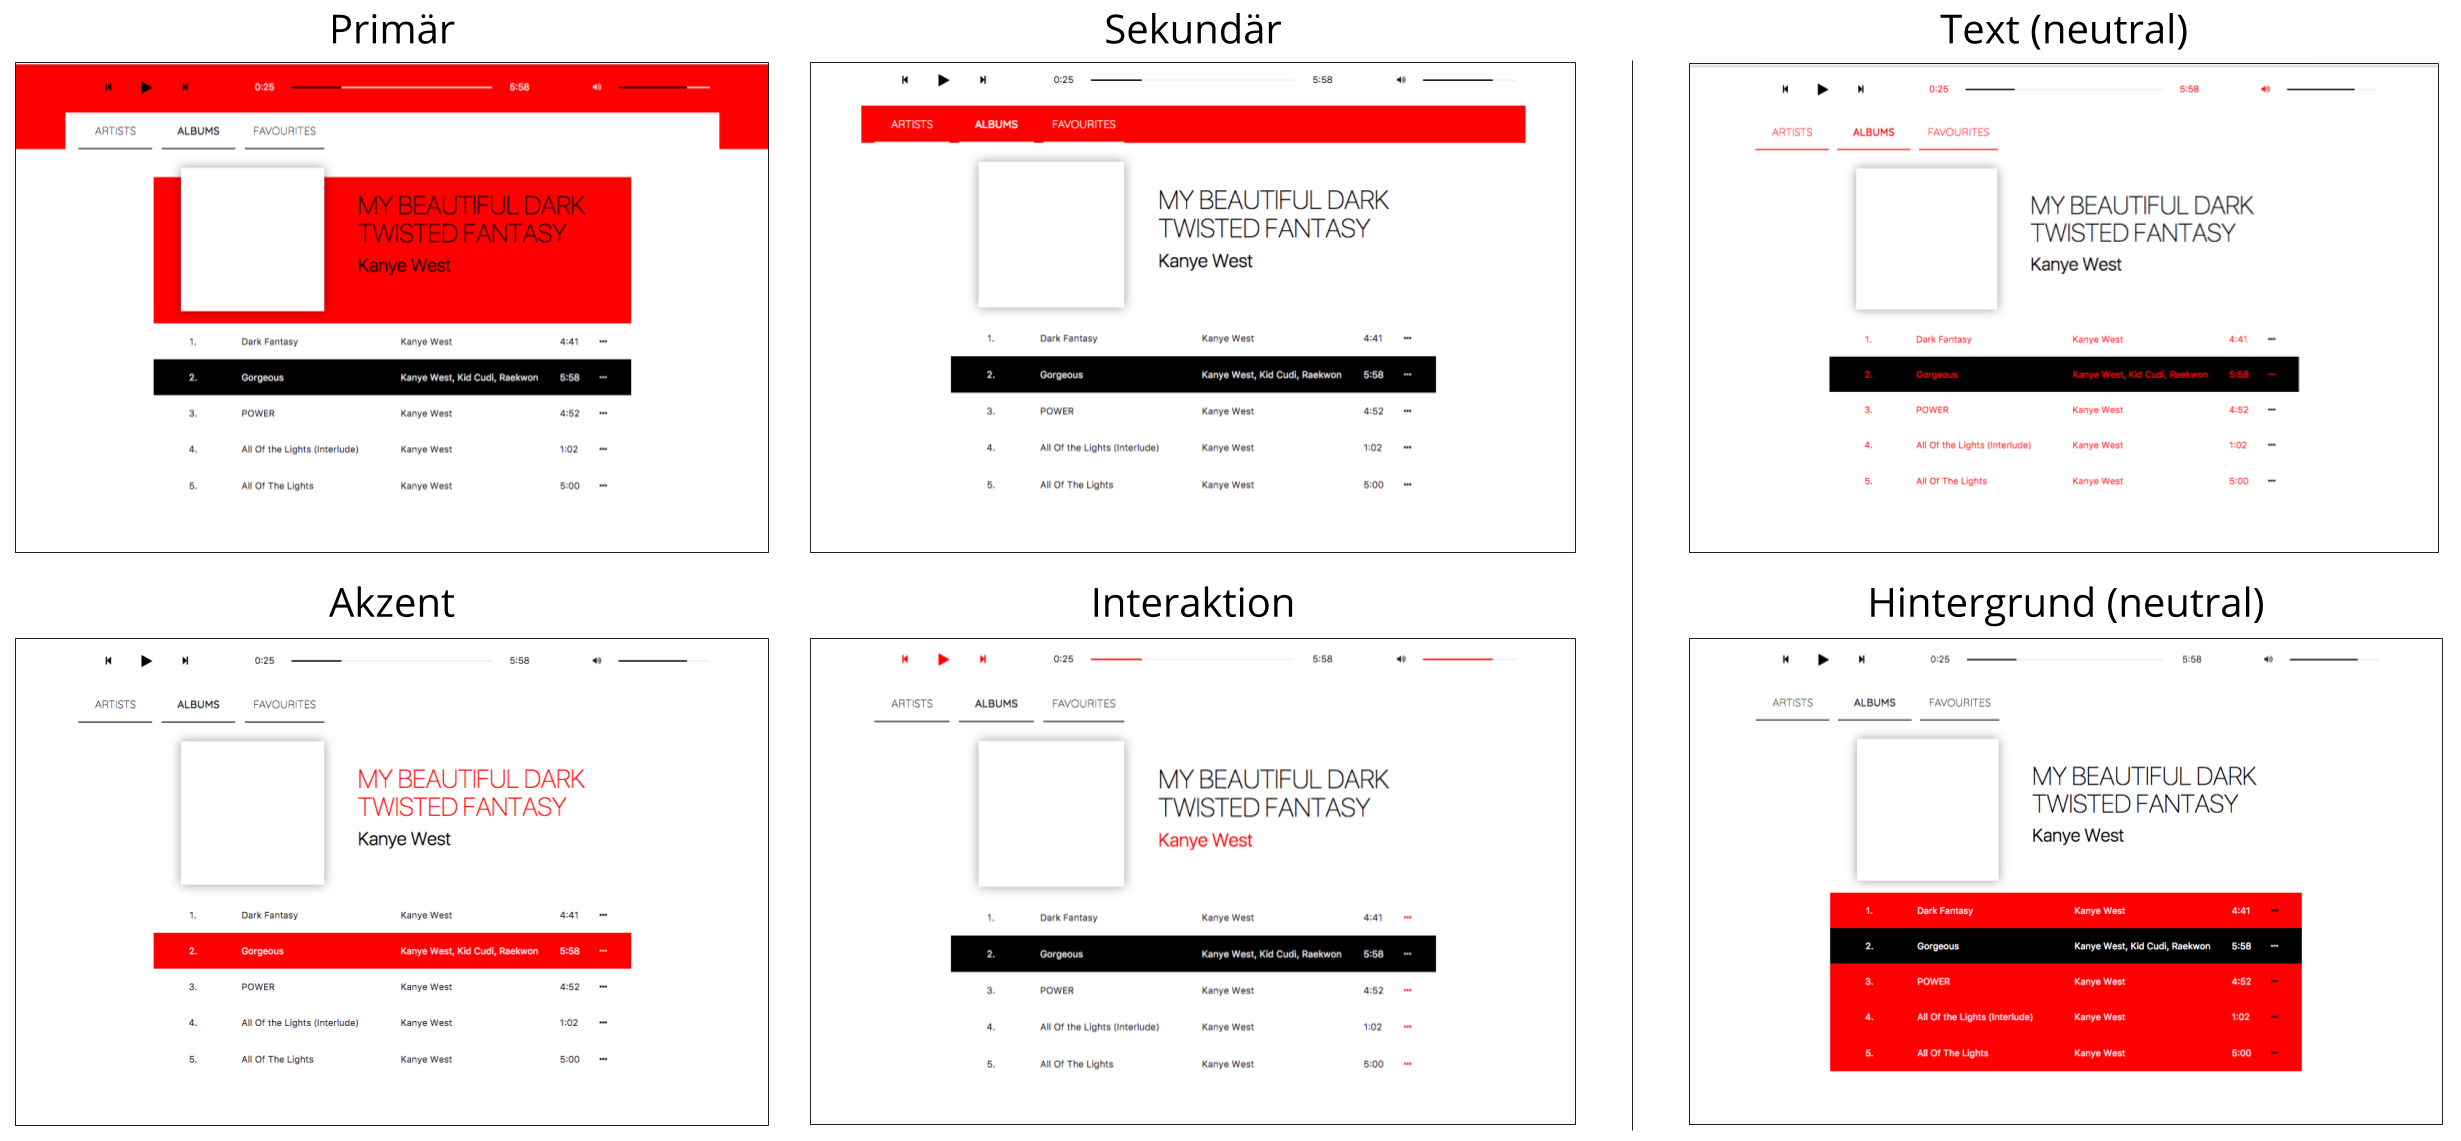 Primär
0:25 5:58
ARTISTS ALBUMS FAVOURITES
MY BEAUTIFUL DARK
TWISTED FANTASY
Kanye West
1. Dark Fantasy Kanye West 4:41
2. Gorgeous Kanye West, Kid Cudi, Raekwon 5:58
3. POWER Kanye West 4:52
4. All Of the Lights (Interlude) Kanye West 1:02
5. All Of The Lights Kanye West 5:00
Sekundär
0:25 5:58
ARTISTS ALBUMS FAVOURITES
MY BEAUTIFUL DARK
TWISTED FANTASY
Kanye West
1. Dark Fantasy Kanye West 4:41
2. Gorgeous Kanye West, Kid Cudi, Raekwon 5:58
3. POWER Kanye West 4:52
4. All Of the Lights (Interlude) Kanye West 1:02
5. All Of The Lights Kanye West 5:00
Text (neutral)
0:25 5:58
ARTISTS ALBUMS FAVOURITES
MY BEAUTIFUL DARK
TWISTED FANTASY
Kanye West
1. Dark Fantasy Kanye West 4:41
2. Gorgeous Kanye West, Kid Cudi, Raekwon 5:58
3. POWER Kanye West 4:52
4. All Of the Lights (Interlude) Kanye West 1:02
5. All Of The Lights Kanye West 5:00
Akzent
0:25 5:58
ARTISTS ALBUMS FAVOURITES
MY BEAUTIFUL DARK
TWISTED FANTASY
Kanye West
1. Dark Fantasy Kanye West 4:41
2. Gorgeous Kanye West, Kid Cudi, Raekwon 5:58
3. POWER Kanye West 4:52
4. All Of the Lights (Interlude) Kanye West 1:02
5. All Of The Lights Kanye West 5:00
Interaktion
0:25 5:58
ARTISTS ALBUMS FAVOURITES
MY BEAUTIFUL DARK
TWISTED FANTASY
Kanye West
1. Dark Fantasy Kanye West 4:41
2. Gorgeous Kanye West, Kid Cudi, Raekwon 5:58
3. POWER Kanye West 4:52
4. All Of the Lights (Interlude) Kanye West 1:02
5. All Of The Lights Kanye West 5:00
Hintergrund (neutral)
0:25 5:58
ARTISTS ALBUMS FAVOURITES
MY BEAUTIFUL DARK
TWISTED FANTASY
Kanye West
1. Dark Fantasy Kanye West 4:41
2. Gorgeous Kanye West, Kid Cudi, Raekwon 5:58
3. POWER Kanye West 4:52
4. All Of the Lights (Interlude) Kanye West 1:02
5. All Of The Lights Kanye West 5:00